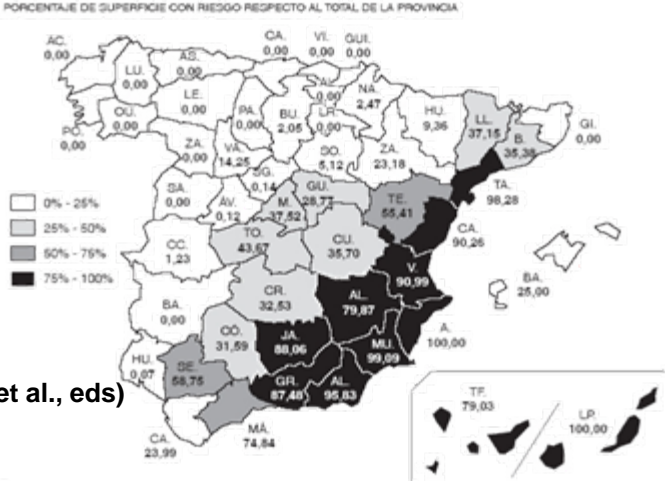 PORCENTAJE DE SUPERFICIE CON RIESGO RESPECTO AL TOTAL DE LA PROVINCIA
AC.
0,00
LU.
0,00
AS.
0,00
CA.
0,00
VI.
0,00
GUI.
0,00
NA.
2,47
HU.
9,36
LL.
37,15
B.
35,38
GI.
0,00
PO.
0,00
OU.
0,00
LE.
0,00
PA.
0,00
BU.
2,05
0,00
LR.
0,00
ZA.
0,00
VA.
14,25
SO.
5,12
ZA.
23,18
TA.
98,28
SG.
0,14
SA.
0,00
AV.
0,12
M.
37,52
GU.
28,77
TE.
55,41
CA.
90,26
0% - 25%
25% - 50%
50% - 75%
75% - 100%
CC.
1,23
TO.
43,67
CU.
35,70
V.
90,99
BA.
25,00
BA.
0,00
CR.
32,53
AL.
79,87
A.
100,00
CÓ.
31,59
JA.
88,06
MU.
99,09
HU.
0,07
SE.
58,75
GR.
87,48
AL.
95,83
et al., eds)
CA.
23,99
MÁ.
74,84
TF.
79,03
LP.
100,00